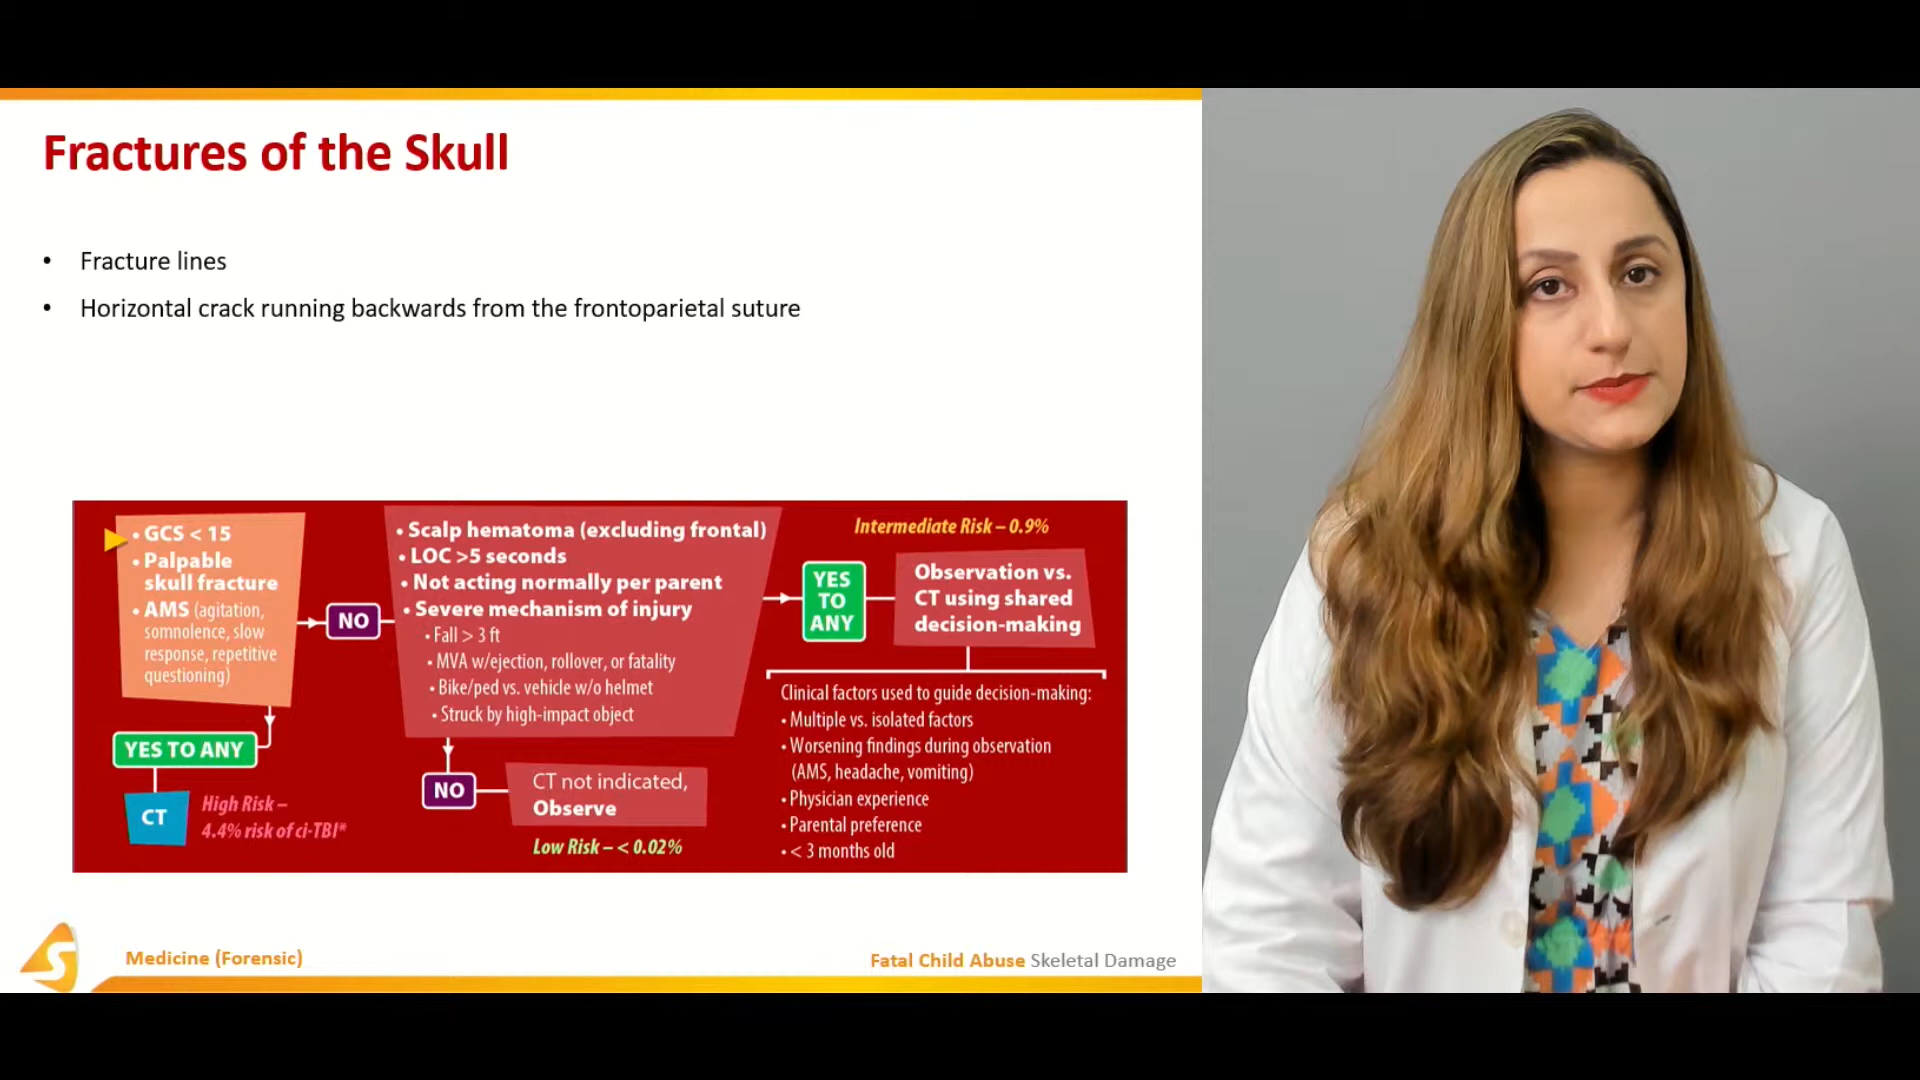 Fractures of the Skull
• Fracture lines
• Horizontal crack running backwards from the frontoparietal suture
• GCS < 15
• Palpable
skull fracture
• AMS (agitation,
somnolence, slow
response, repetitive
questioning)
YES TO ANY
CT
High Risk –
4.4% risk of ci-TBI*
NO
• Scalp hematoma (excluding frontal)
• LOC >5 seconds
• Not acting normally per parent
• Severe mechanism of injury
• Fall > 3 ft
• MVA w/ejection, rollover, or fatality
• Bike/ped vs. vehicle w/o helmet
• Struck by high-impact object
NO
CT not indicated,
Observe
Low Risk – < 0.02%
Intermediate Risk – 0.9%
YES
TO
ANY
Observation vs.
CT using shared
decision-making
Clinical factors used to guide decision-making:
• Multiple vs. isolated factors
• Worsening findings during observation
(AMS, headache, vomiting)
• Physician experience
• Parental preference
• < 3 months old
S
Medicine (Forensic)
Fatal Child Abuse Skeletal Damage